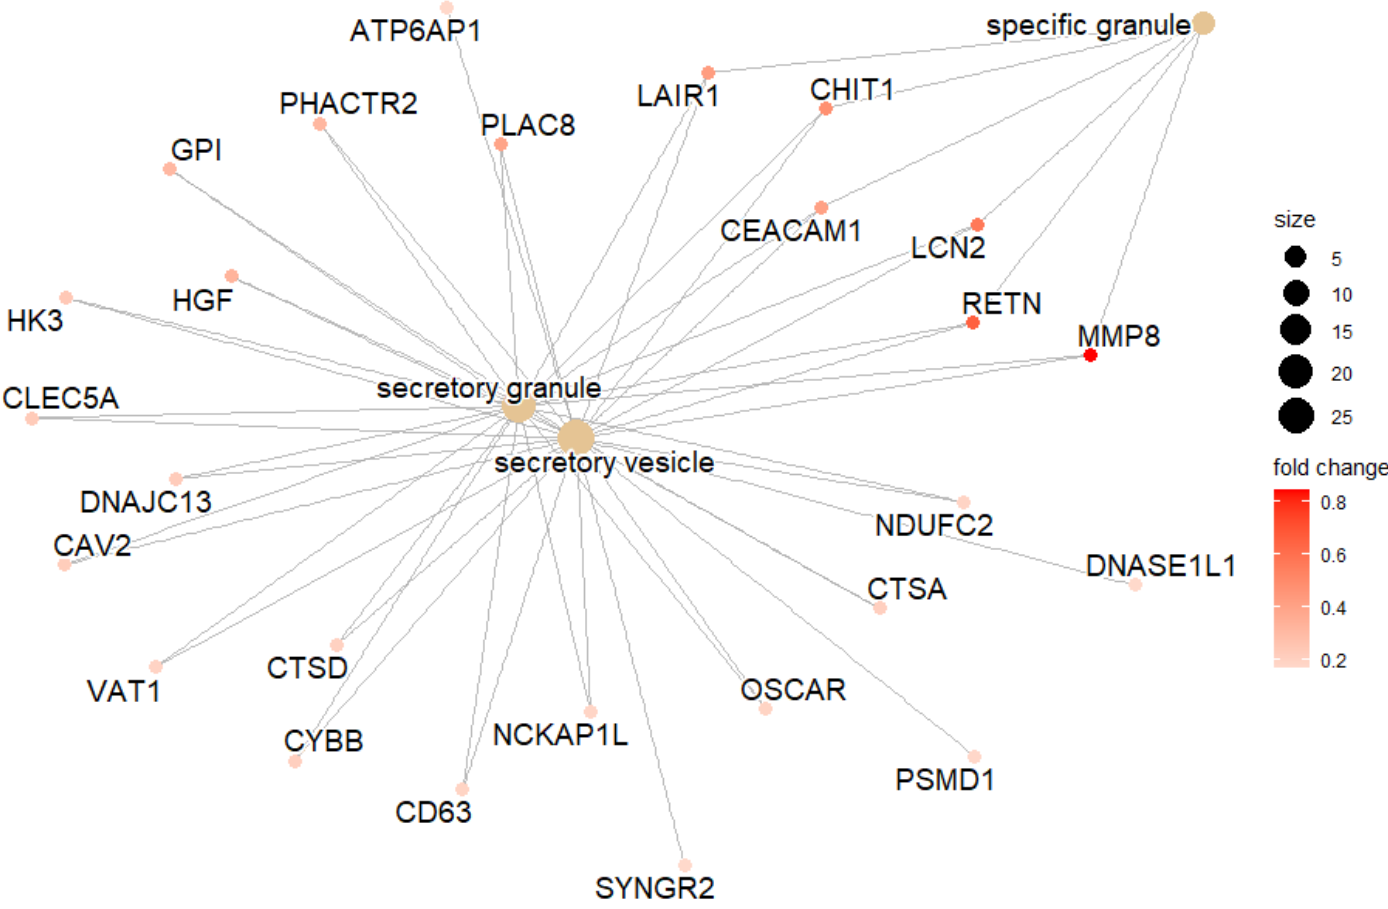 ATP6AP1
specific granule
LAIR1
CHIT1
PHACTR2
PLAC8
GPI
CEACAM1
LCN2
HGF
RETN
HK3
MMP8
secretory granule
CLEC5A
secretory vesicle
DNAJC13
NDUFC2
CAV2
DNASE1L1
CTSA
CTSD
VAT1
OSCAR
NCKAP1L
CYBB
PSMD1
CD63
SYNGR2
size
5
10
15
20
25
fold change
0.8
0.6
0.4
0.2